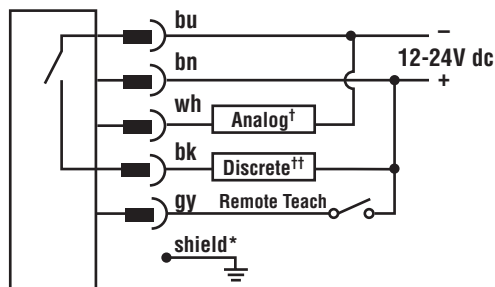 bu
–
12-24V dc
bn
+
wh
Analog†
bk
Discrete††
gy
Remote Teach
shield*